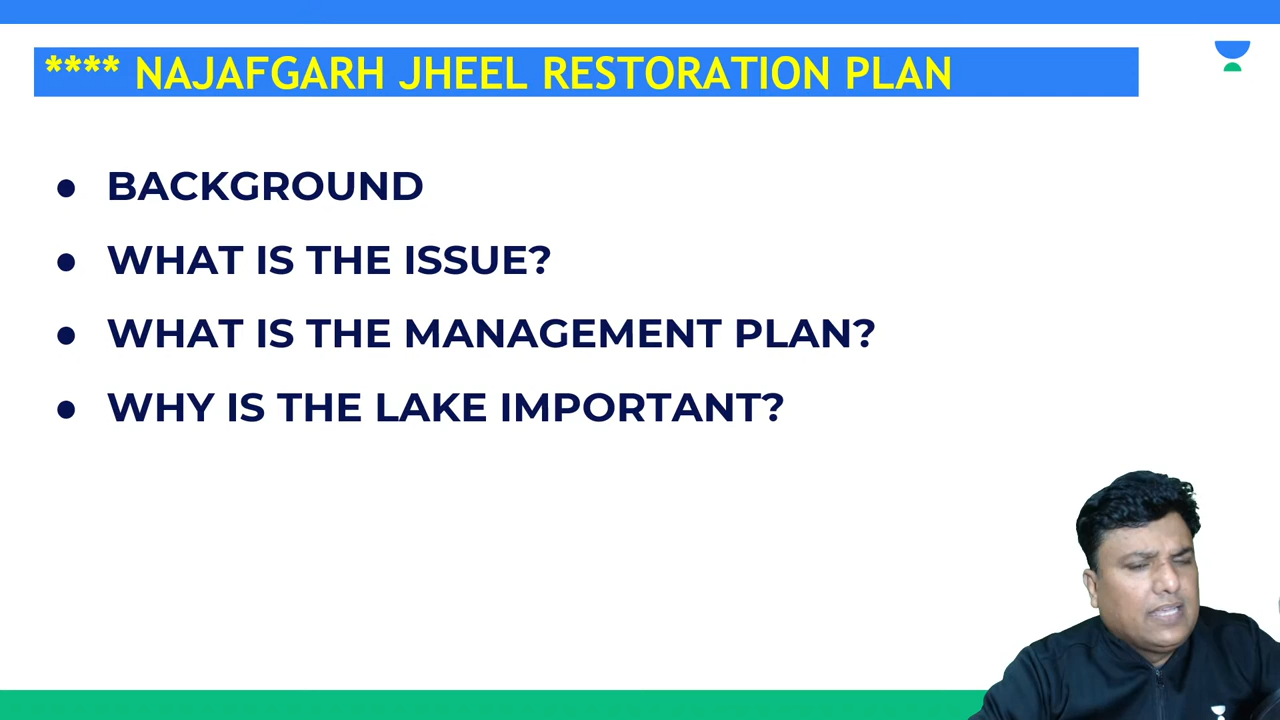 **** NAJAFGARH JHEEL RESTORATION PLAN
● BACKGROUND
● WHAT IS THE ISSUE?
● WHAT IS THE MANAGEMENT PLAN?
● WHY IS THE LAKE IMPORTANT?